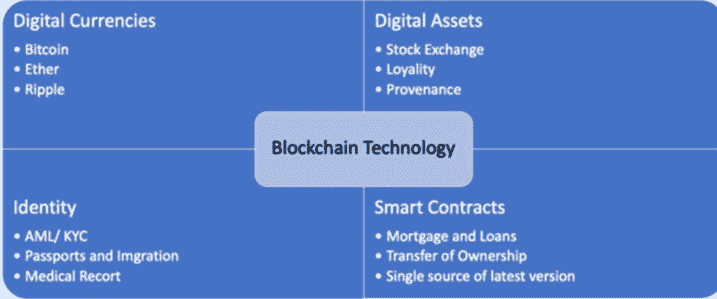 Digital Currencies
• Bitcoin
• Ether
• Ripple
Digital Assets
• Stock Exchange
• Loyality
• Provenance
Blockchain Technology
Identity
• AML/ KYC
• Passports and Imgration
• Medical Recort
Smart Contracts
• Mortgage and Loans
• Transfer of Ownership
• Single source of latest version